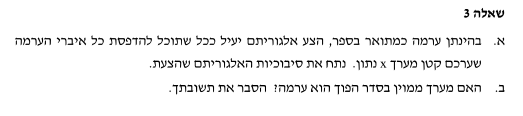 שאלה 3
א. בהינתן ערמה כמתואר בספר, הצע אלגוריתם יעיל ככל שתוכל להדפסת כל איברי הערמה
שערכם קטן מערך x נתון. נתח את סיבוכיות האלגוריתם שהצעת.
ב. האם מערך ממוין בסדר הפוך הוא ערמה? הסבר את תשובתך.